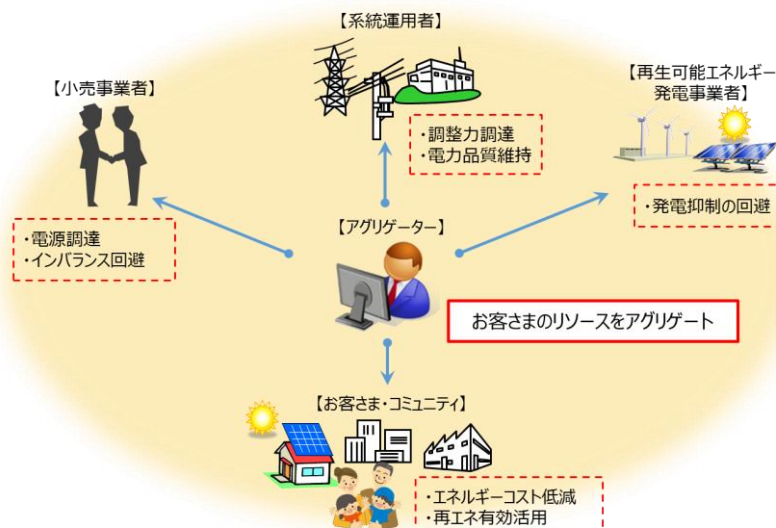 【系統運用者】
【小売事業者】
【再生可能エネルギー
発電事業者】
・調整力調達
・電力品質維持
・発電抑制の回避
・電源調達
・インバランス回避
【アグリゲーター】
お客さまのリソースをアグリゲート
【お客さま・コミュニティ】
・エネルギーコスト低減
・再エネ有効活用